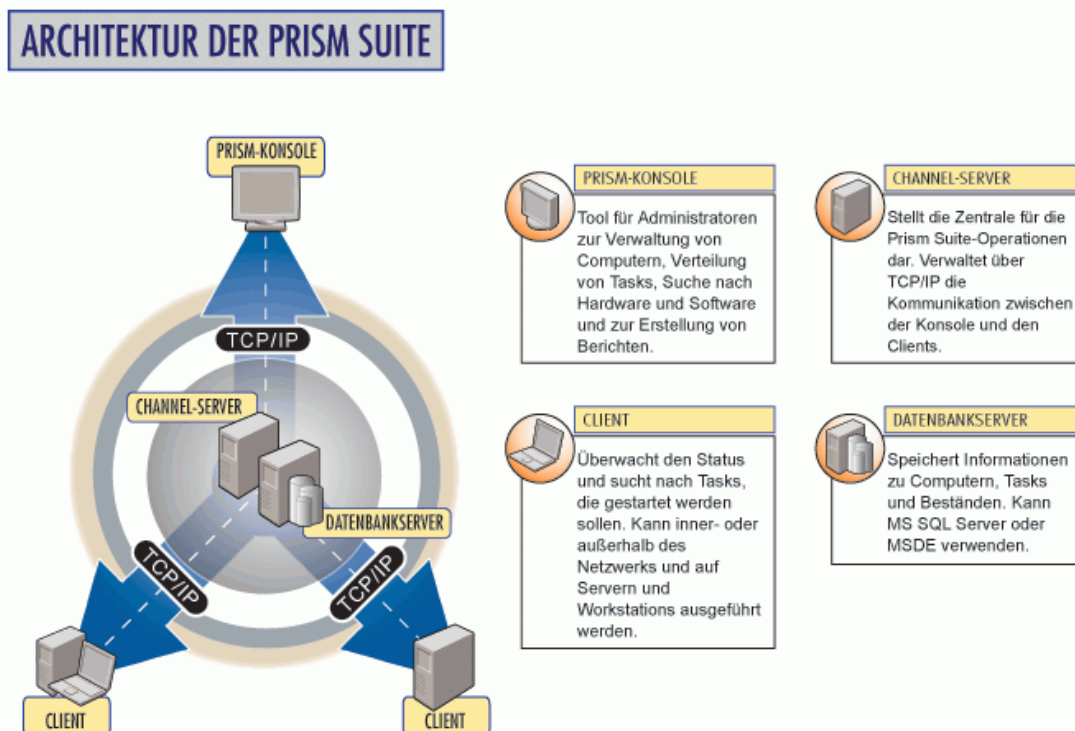 ARCHITEKTUR DER PRISM SUITE
PRISM-KONSOLE
TCP/IP
CHANNEL-SERVER
DATENBANKSERVER
TCP/IP
TCP/IP
CLIENT
CLIENT
PRISM-KONSOLE
Tool für Administratoren
zur Verwaltung von
Computern, Verteilung
von Tasks, Suche nach
Hardware und Software
und zur Erstellung von
Berichten.
CHANNEL-SERVER
Stellt die Zentrale für die
Prism Suite-Operationen
dar. Verwaltet über
TCP/IP die
Kommunikation zwischen
der Konsole und den
Clients.
CLIENT
Überwacht den Status
und sucht nach Tasks,
die gestartet werden
sollen. Kann inner- oder
außerhalb des
Netzwerks und auf
Servern und
Workstations ausgeführt
werden.
DATENBANKSERVER
Speichert Informationen
zu Computern, Tasks
und Beständen. Kann
MS SQL Server oder
MSDE verwenden.